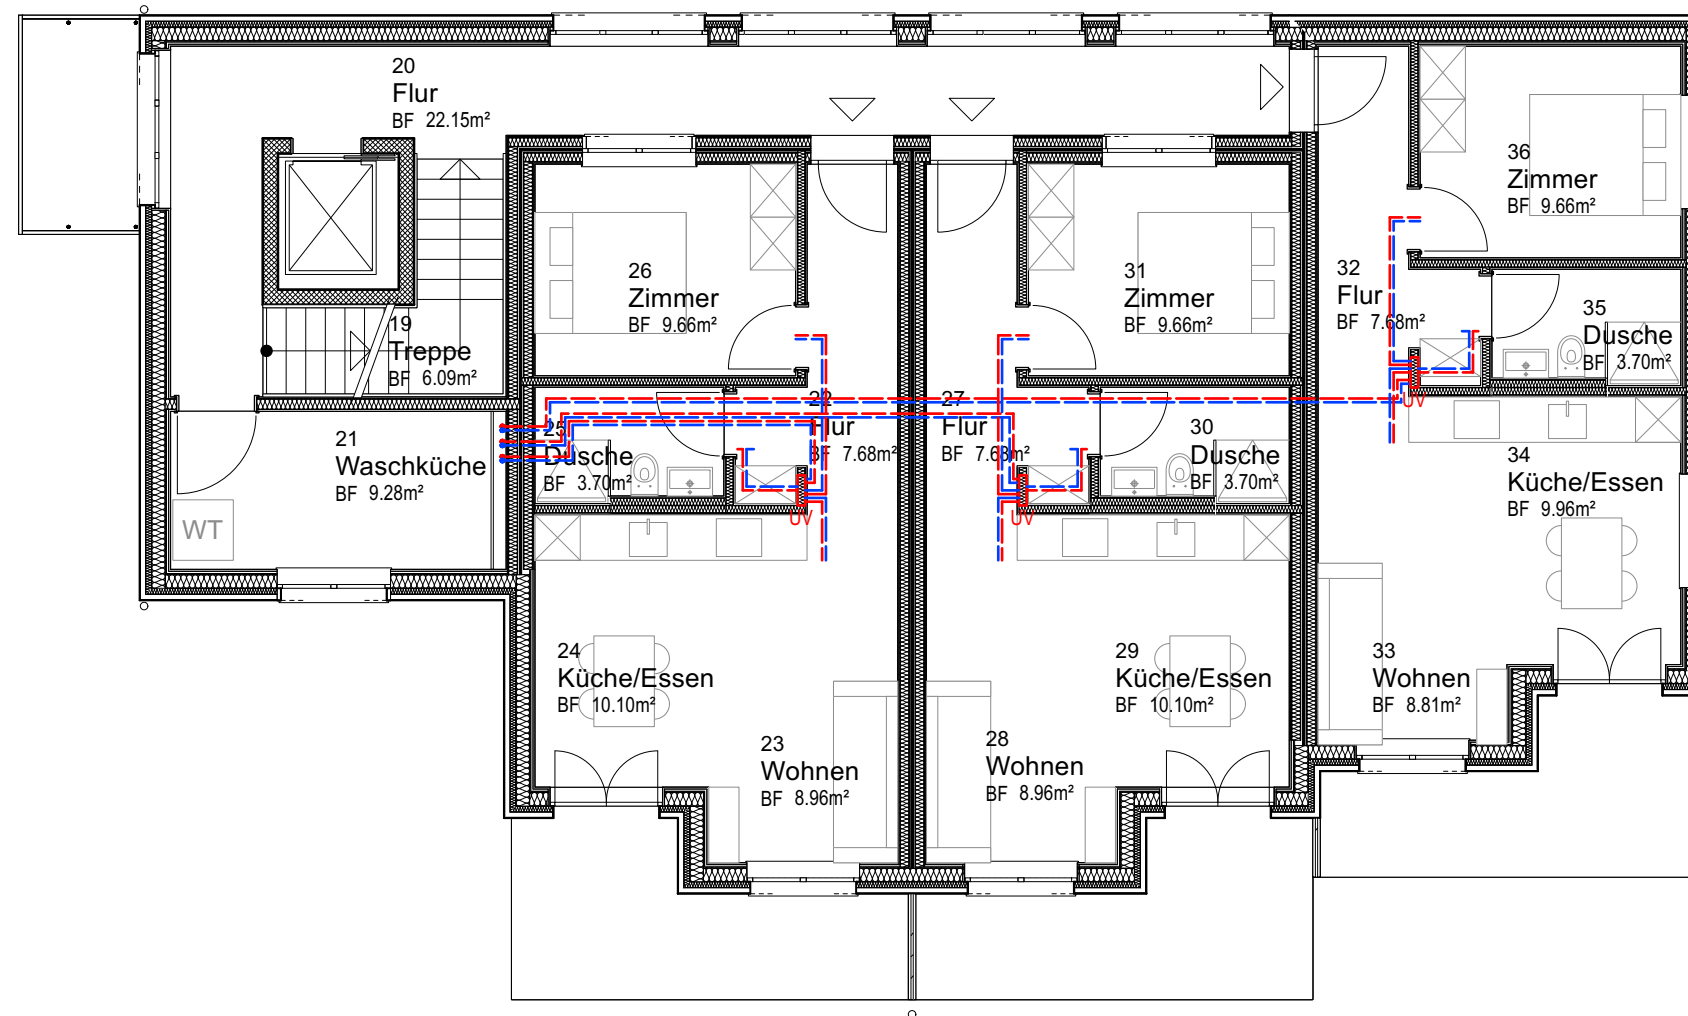 20
Flur
BF 22.15m²
36
Zimmer
BF 9.66m²
26
Zimmer
BF 9.66m²
31
Zimmer
BF 9.66m²
32
Flur
BF 7.68m²
35
Dusche
BF 3.70m²
19
Treppe
BF 6.09m²
UV
22
Flur
BF 7.68m²
27
Flur
BF 7.68m²
25
Dusche
BF 3.70m²
30
Dusche
BF 3.70m²
21
Waschküche
BF 9.28m²
34
Küche/Essen
BF 9.96m²
WT
UV
UV
24
Küche/Essen
BF 10.10m²
29
Küche/Essen
BF 10.10m²
33
Wohnen
BF 8.81m²
23
Wohnen
BF 8.96m²
28
Wohnen
BF 8.96m²